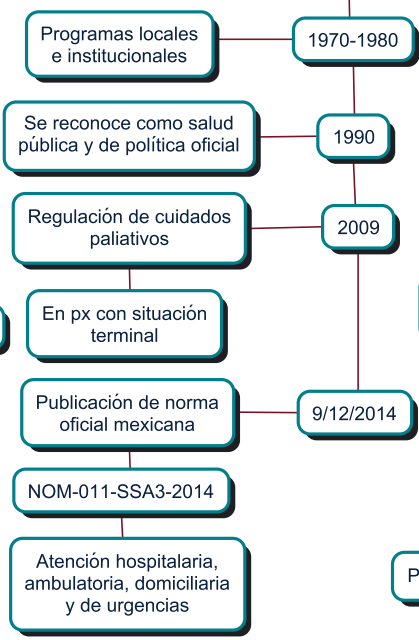 Programas locales
e institucionales
1970-1980
Se reconoce como salud
pública y de política oficial
1990
Regulación de cuidados
paliativos
2009
En px con situación
terminal
Publicación de norma
oficial mexicana
9/12/2014
NOM-011-SSA3-2014
Atención hospitalaria,
ambulatoria, domiciliaria
y de urgencias
P